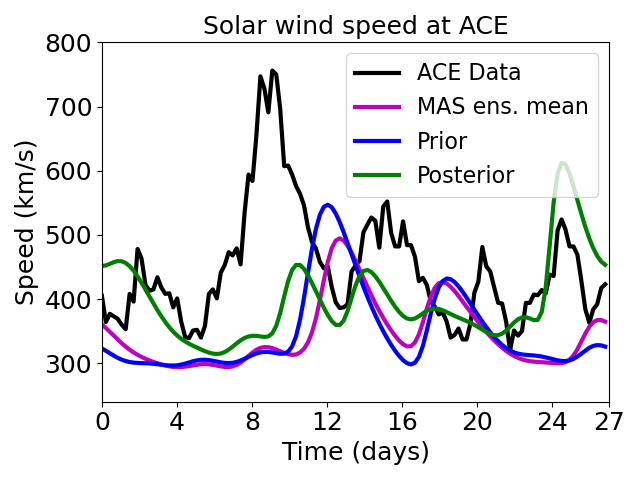 Solar wind speed at ACE
800
700
600
500
400
300
Speed (km/s)
ACE Data
MAS ens. mean
Prior
Posterior
0 4 8 12 16 20 24 27
Time (days)